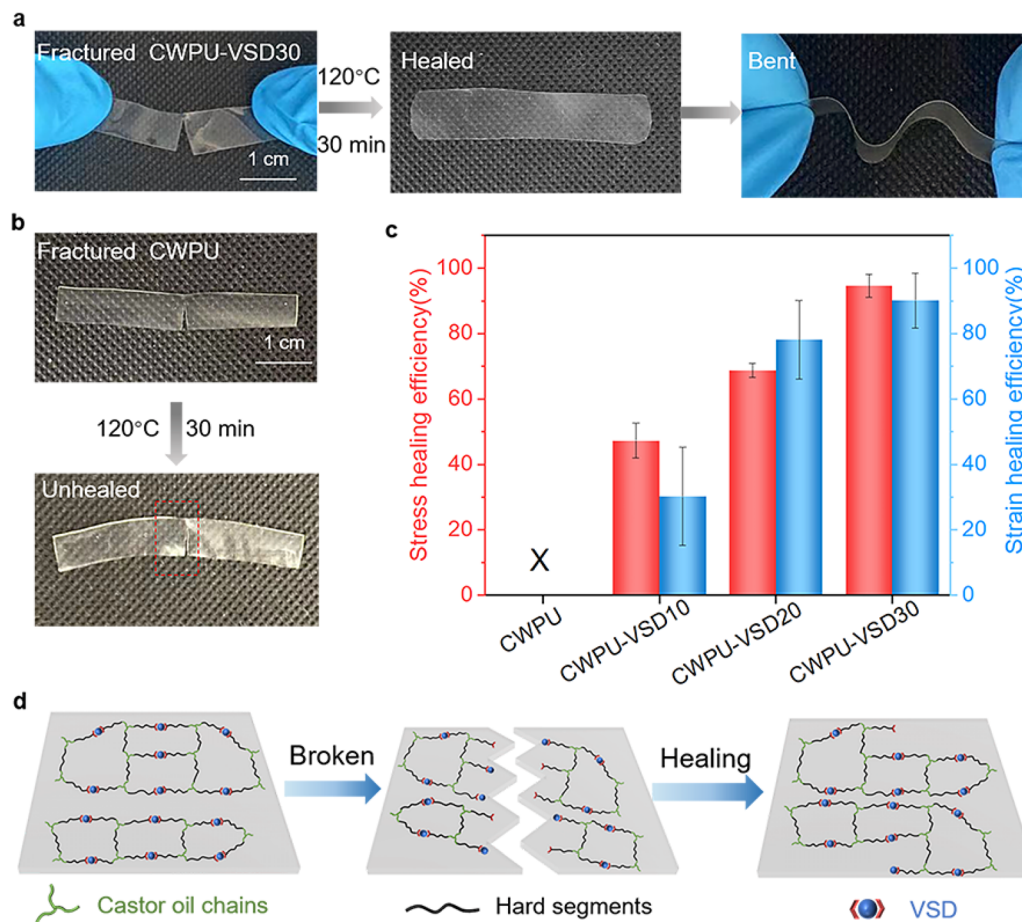 a
Fractured CWPU-VSD30
1 cm
120°C
30 min
Healed
Bent
b
Fractured CWPU
1 cm
120°C 30 min
Unhealed
c
Stress healing efficiency(%)
100
80
60
40
20
0
X
CWPU
CWPU-VSD10
CWPU-VSD20
CWPU-VSD30
100
80
60
40
20
0
Strain healing efficiency(%)
d
Broken
Healing
Castor oil chains
Hard segments
VSD